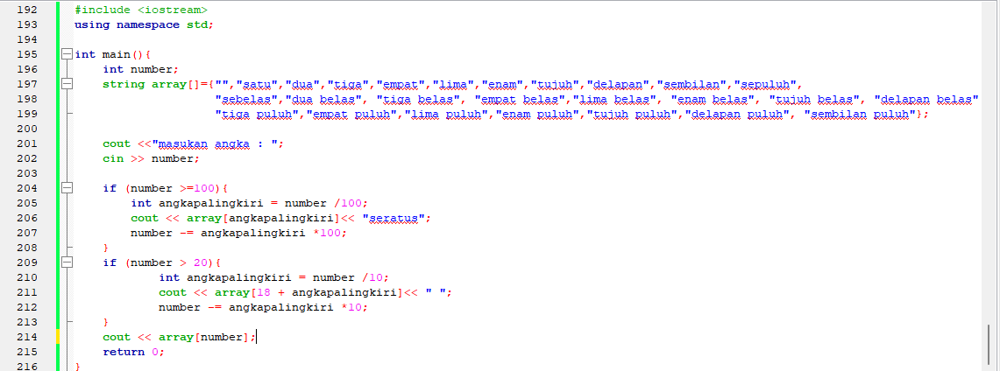 192 #include <iostream>
193 using namespace std;
194
195 int main(){
196 int number;
197 string array[]={"","satu","dua","tiga","empat","lima","enam","tujuh","delapan","sembilan","sepuluh",
198 "sebelas","dua belas", "tiga belas", "empat belas","lima belas", "enam belas", "tujuh belas", "delapan belas"
199 "tiga puluh","empat puluh","lima puluh","enam puluh","tujuh puluh","delapan puluh", "sembilan puluh"};
200
201 cout <<"masukan angka : ";
202 cin >> number;
203
204 if (number >=100){
205 int angkapalingkiri = number /100;
206 cout << array[angkapalingkiri]<< "seratus";
207 number -= angkapalingkiri *100;
208 }
209 if (number > 20){
210 int angkapalingkiri = number /10;
211 cout << array[18 + angkapalingkiri]<< " ";
212 number -= angkapalingkiri *10;
213 }
214 cout << array[number];
215 return 0;
216 }